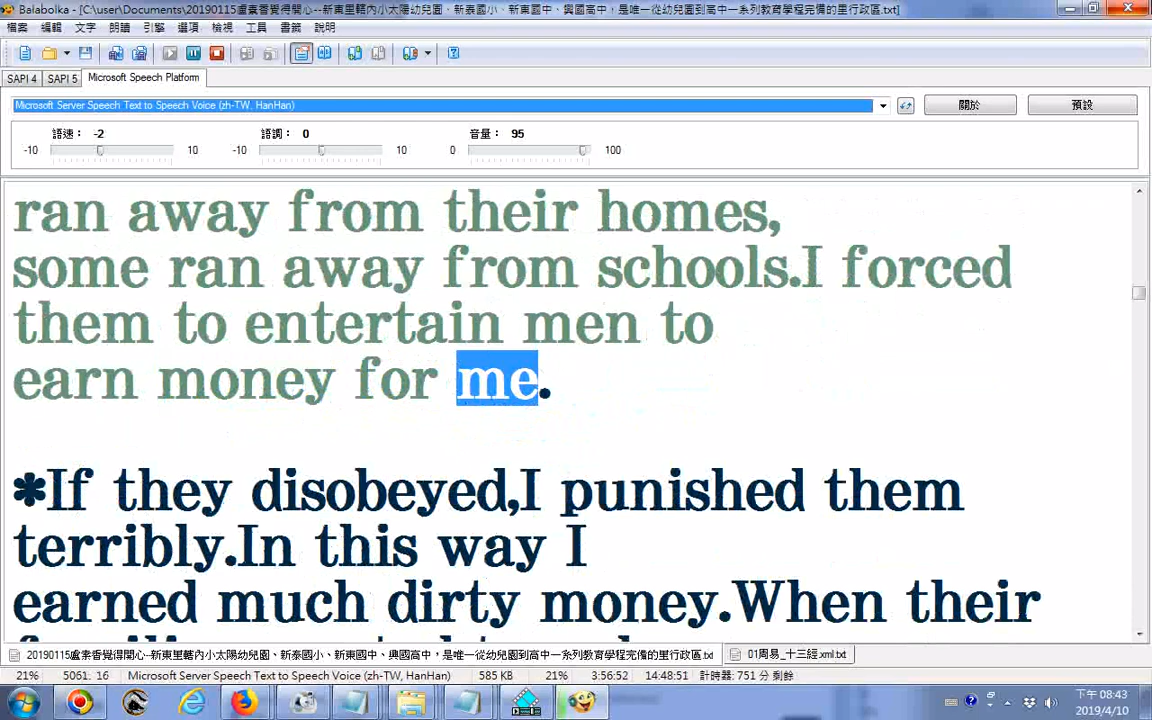 Balabolka - [C:\user\Documents\20190115盧素香覺得開心--新東里轄內小太陽幼兒園、新泰國小、新東國中、興國高中，是唯一從幼兒園到高中一系列教育學程完備的里行政區.txt]
檔案 編輯 文字 朗讀 引擎 選項 檢視 工具 書籤 說明
SAPI 4 SAPI 5 Microsoft Speech Platform
Microsoft Server Speech Text to Speech Voice (zh-TW, HanHan) 關於 預設
語速： -2 語調： 0 音量： 95
-10 10 -10 10 0 100
ran away from their homes,
some ran away from schools.I forced
them to entertain men to
earn money for me.
*If they disobeyed,I punished them
terribly.In this way I
earned much dirty money.When their
20190115盧素香覺得開心--新東里轄內小太陽幼兒園、新泰國小、新東國中、興國高中，是唯一從幼兒園到高中一系列教育學程完備的里行政區.txt 01周易_十三經.xml.txt
21% 5061: 16 Microsoft Server Speech Text to Speech Voice (zh-TW, HanHan) 585 KB 21% 3:56:52 14:48:51 計時器: 751 分 剩餘
下午 08:43
2019/4/10